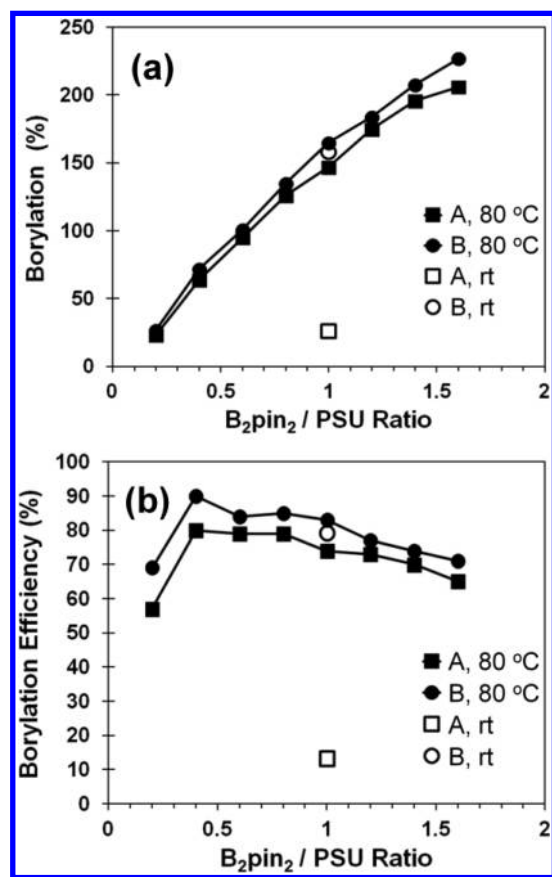 250
200
150
100
50
0
Borylation (%)
(a)
A, 80 °C
B, 80 °C
A, rt
B, rt
0 0.5 1 1.5 2
B₂pin₂ / PSU Ratio
100
90
80
70
60
50
40
30
20
10
0
Borylation Efficiency (%)
(b)
A, 80 °C
B, 80 °C
A, rt
B, rt
0 0.5 1 1.5 2
B₂pin₂ / PSU Ratio